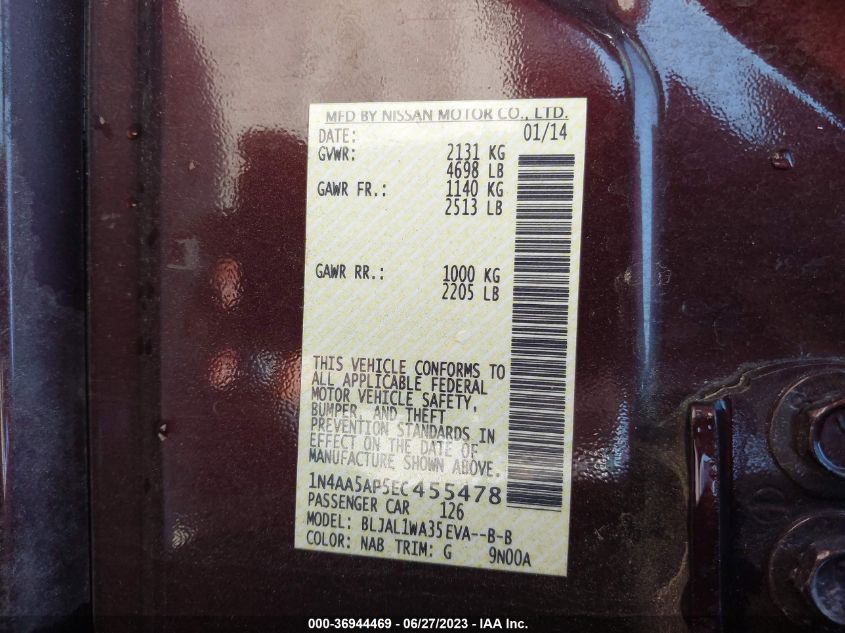 MFD BY NISSAN MOTOR CO., LTD.
DATE: 01/14
GVWR: 2131 KG
4698 LB
GAWR FR.: 1140 KG
2513 LB
GAWR RR.: 1000 KG
2205 LB
THIS VEHICLE CONFORMS TO
ALL APPLICABLE FEDERAL
MOTOR VEHICLE SAFETY,
BUMPER, AND THEFT
PREVENTION STANDARDS IN
EFFECT ON THE DATE OF
MANUFACTURE SHOWN ABOVE.
1N4AA5AP5EC455478
PASSENGER CAR 126
MODEL: BLJAL1WA35EVA--B-B
COLOR: NAB TRIM: G 9N00A
000-36944469 - 06/27/2023 - IAA Inc.